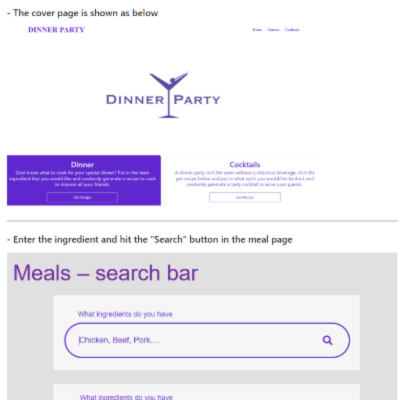 - The cover page is shown as below
DINNER PARTY
Home Dinners Cocktails
DINNER PARTY
Dinner
Dont know what to cook for your special dinner? Put in the main
ingredient that you would like and randomly generate a recipe to cook
to impress all your friends.
Get Recipe
Cocktails
A dinner party isn't the same without a delicious beverage, click the
get recipe below and put in what spirit you would like to drink and
randomly generate a tasty cocktail to serve your guests.
Get Recipe
- Enter the ingredient and hit the "Search" button in the meal page
Meals – search bar
What ingredients do you have
Chicken, Beef, Pork....
What ingredients do you have